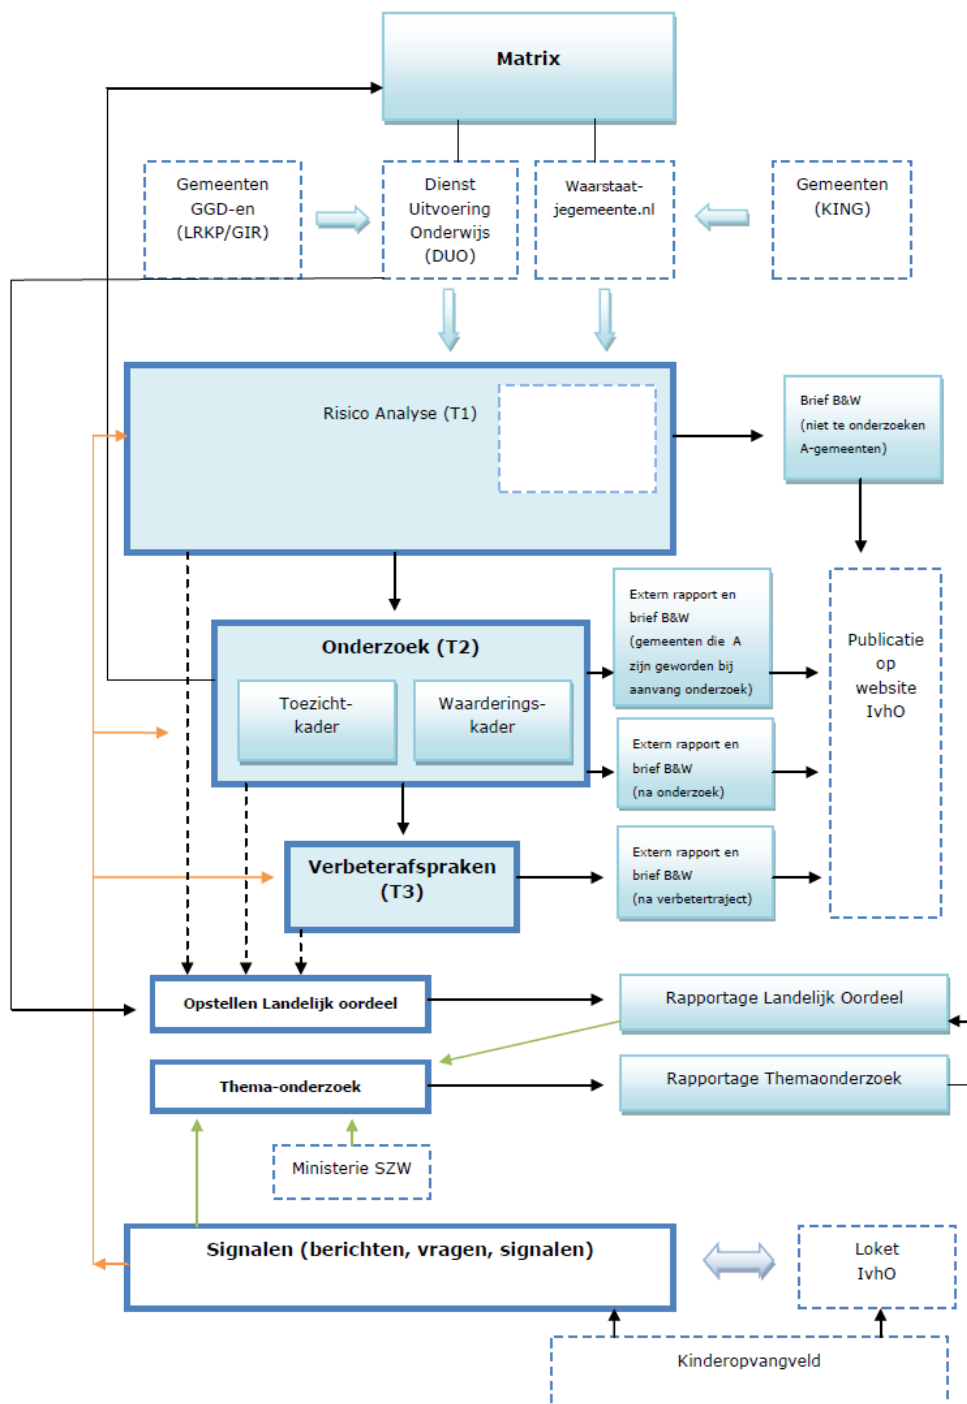 Matrix
Gemeenten
GGD-en
(LRKP/GIR)
Dienst
Uitvoering
Onderwijs
(DUO)
Waarstaat-
jegemeente.nl
Gemeenten
(KING)
Risico Analyse (T1)
Brief B&W
(niet te onderzoeken
A-gemeenten)
Onderzoek (T2)
Toezicht-
kader
Waarderings-
kader
Extern rapport en
brief B&W
(gemeenten die A
zijn geworden bij
aanvang onderzoek)
Publicatie
op
website
IvhO
Extern rapport en
brief B&W
(na onderzoek)
Verbeterafspraken
(T3)
Extern rapport en
brief B&W
(na verbetertraject)
Opstellen Landelijk oordeel
Rapportage Landelijk Oordeel
Thema-onderzoek
Rapportage Themaonderzoek
Ministerie SZW
Signalen (berichten, vragen, signalen)
Loket
IvhO
Kinderopvangveld